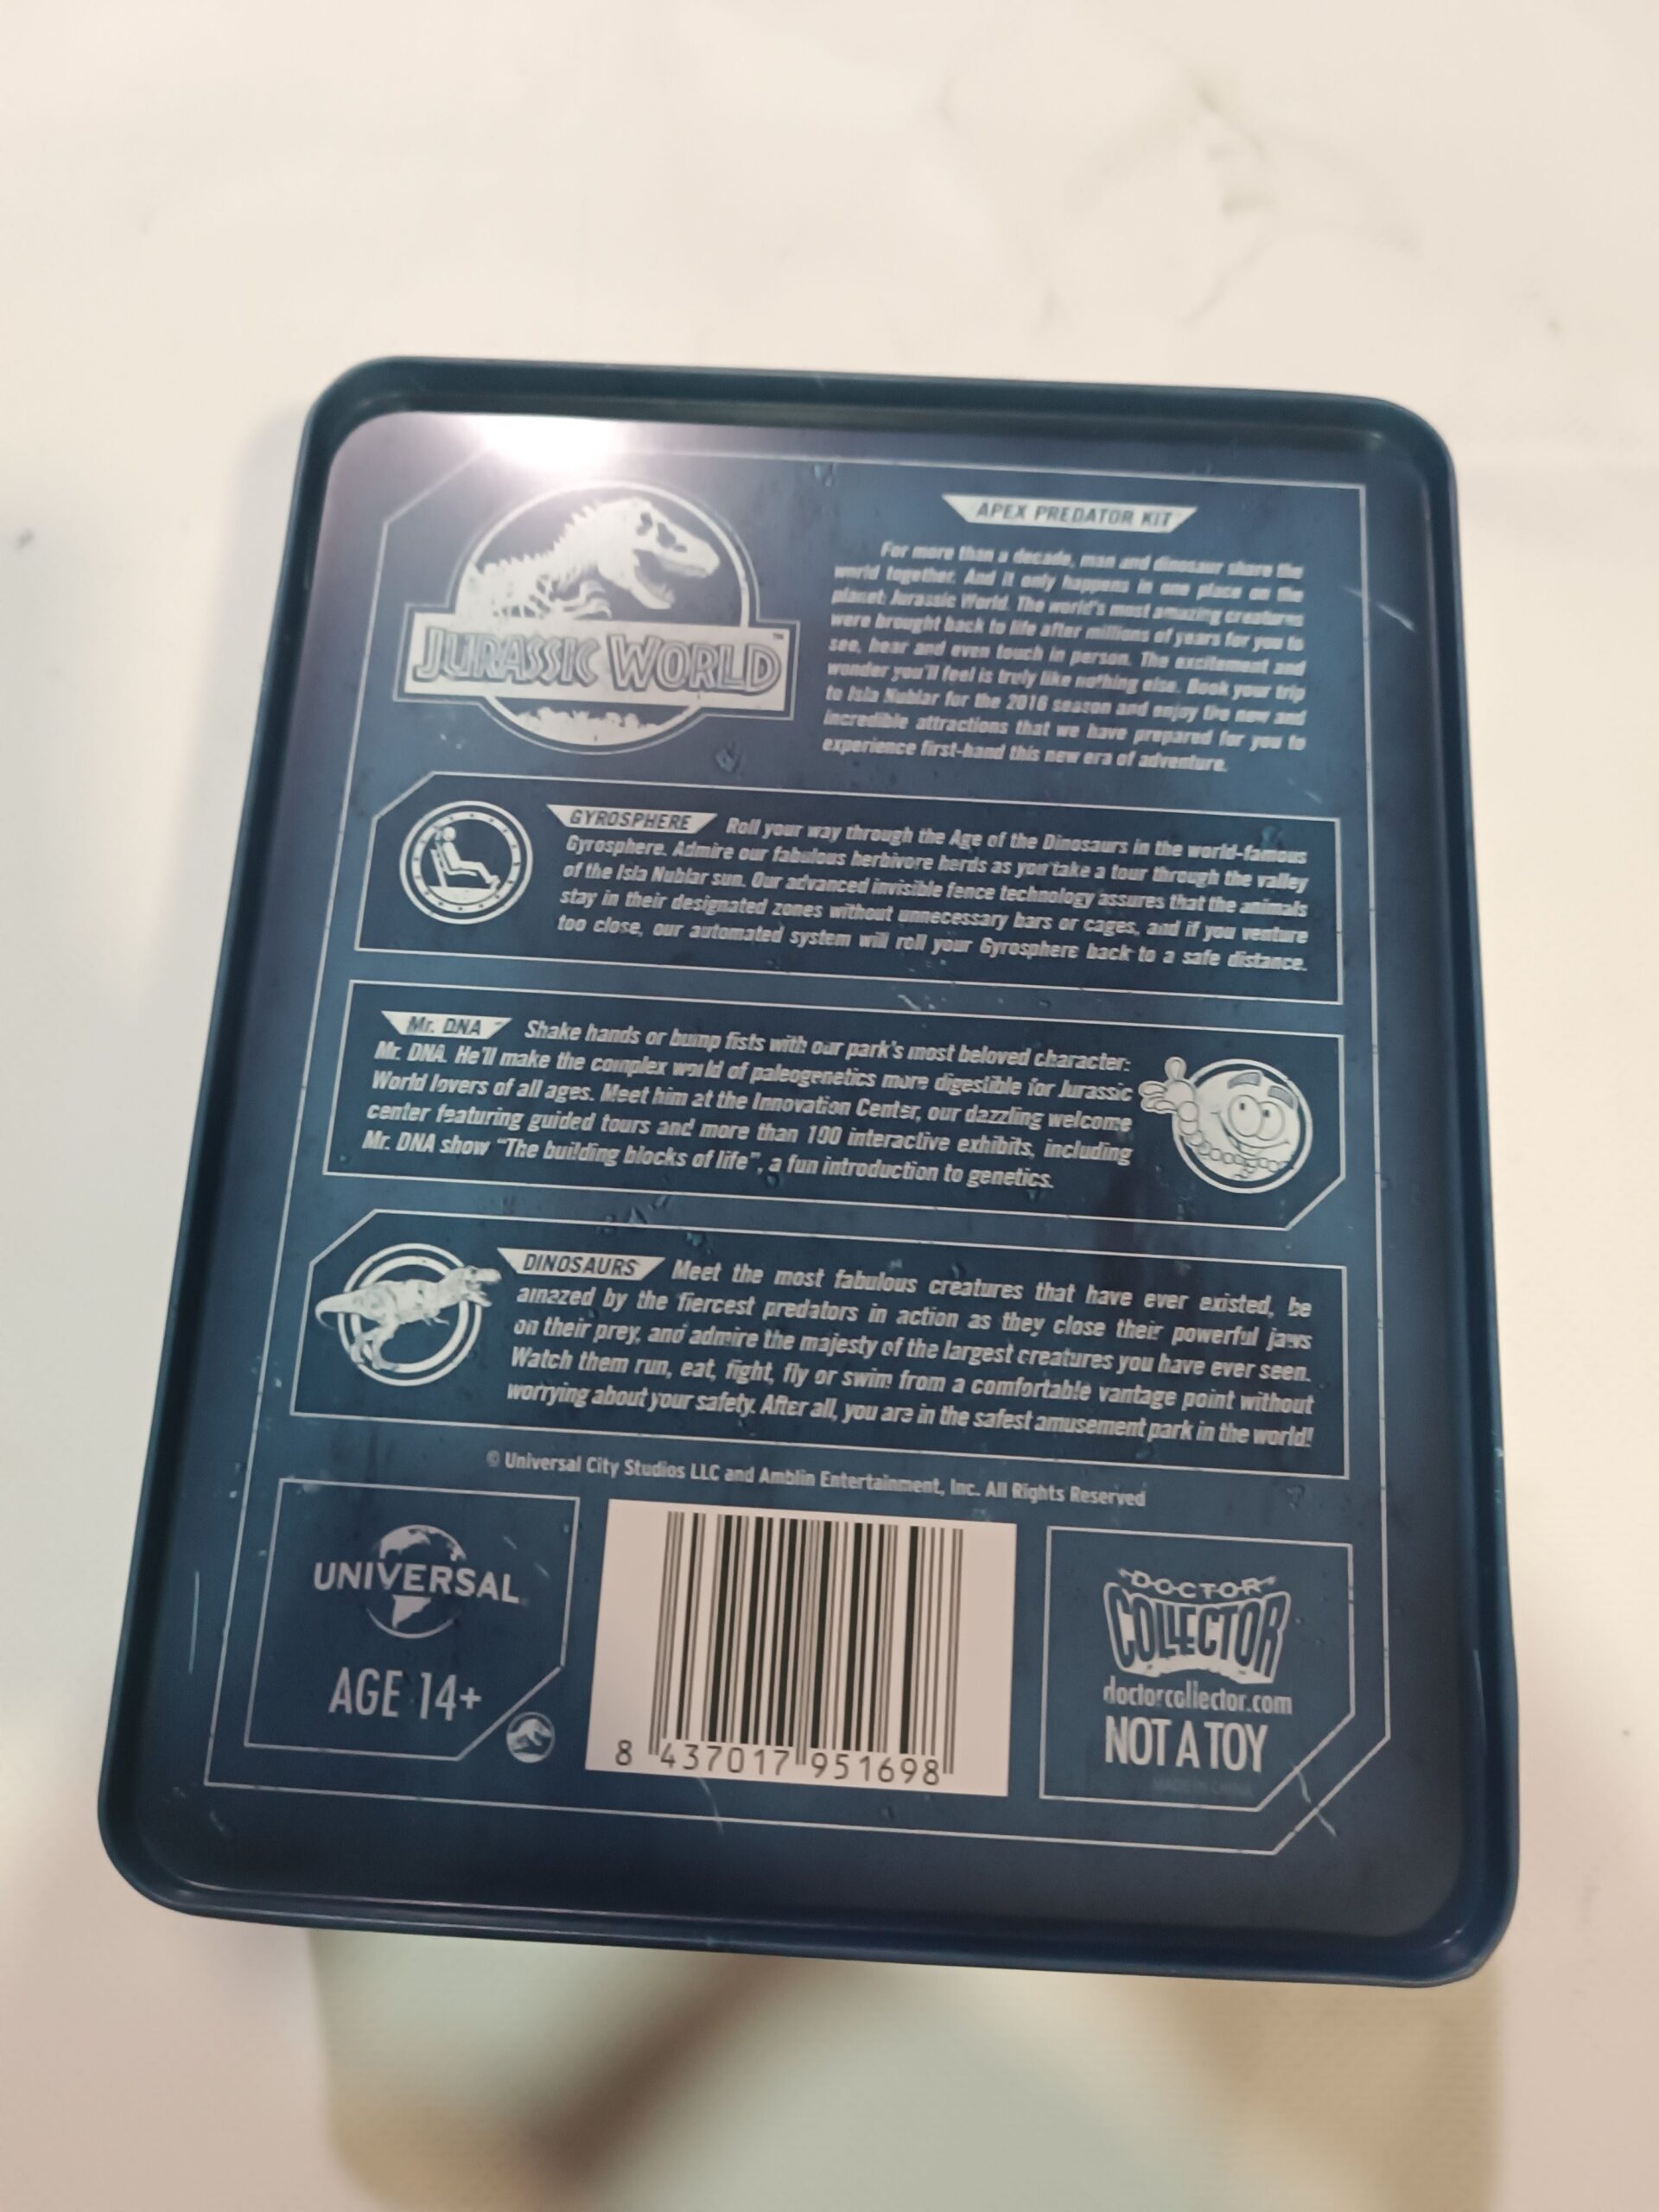 JURASSIC WORLD™
APEX PREDATOR KIT
For more than a decade, man and dinosaur share the
world together. And it only happens in one place on the
planet: Jurassic World. The world's most amazing creatures
were brought back to life after millions of years for you to
see, hear and even touch in person. The excitement and
wonder you'll feel is truly like nothing else. Book your trip
to Isla Nublar for the season and enjoy the new and
incredible attractions that we have prepared for you to
experience first-hand this new era of adventure.
GYROSPHERE Roll your way through the Age of the Dinosaurs in the world-famous
Gyrosphere. Admire our fabulous herbivore herds as you take a tour through the valley
of the Isla Nublar sun. Our advanced invisible fence technology assures that the animals
stay in their designated zones without unnecessary bars or cages, and if you venture
too close, our automated system will roll your Gyrosphere back to a safe distance.
Mr. DNA Shake hands or bump fists with our park's most beloved character:
Mr. DNA. He'll make the complex world of paleogenetics more digestible for Jurassic
World lovers of all ages. Meet him at the Innovation Center, our dazzling welcome
center featuring guided tours and more than 100 interactive exhibits, including
Mr. DNA show "The building blocks of life", a fun introduction to genetics.
DINOSAURS Meet the most fabulous creatures that have ever existed, be
amazed by the fiercest predators in action as they close their powerful jaws
on their prey, and admire the majesty of the largest creatures you have ever seen.
Watch them run, eat, fight, fly or swim from a comfortable vantage point without
worrying about your safety. After all, you are in the safest amusement park in the world!
© Universal City Studios LLC and Amblin Entertainment, Inc. All Rights Reserved
UNIVERSAL
AGE 14+
8 437017 951698
DOCTOR
COLLECTOR
doctorcollector.com
NOT A TOY
MADE IN CHINA